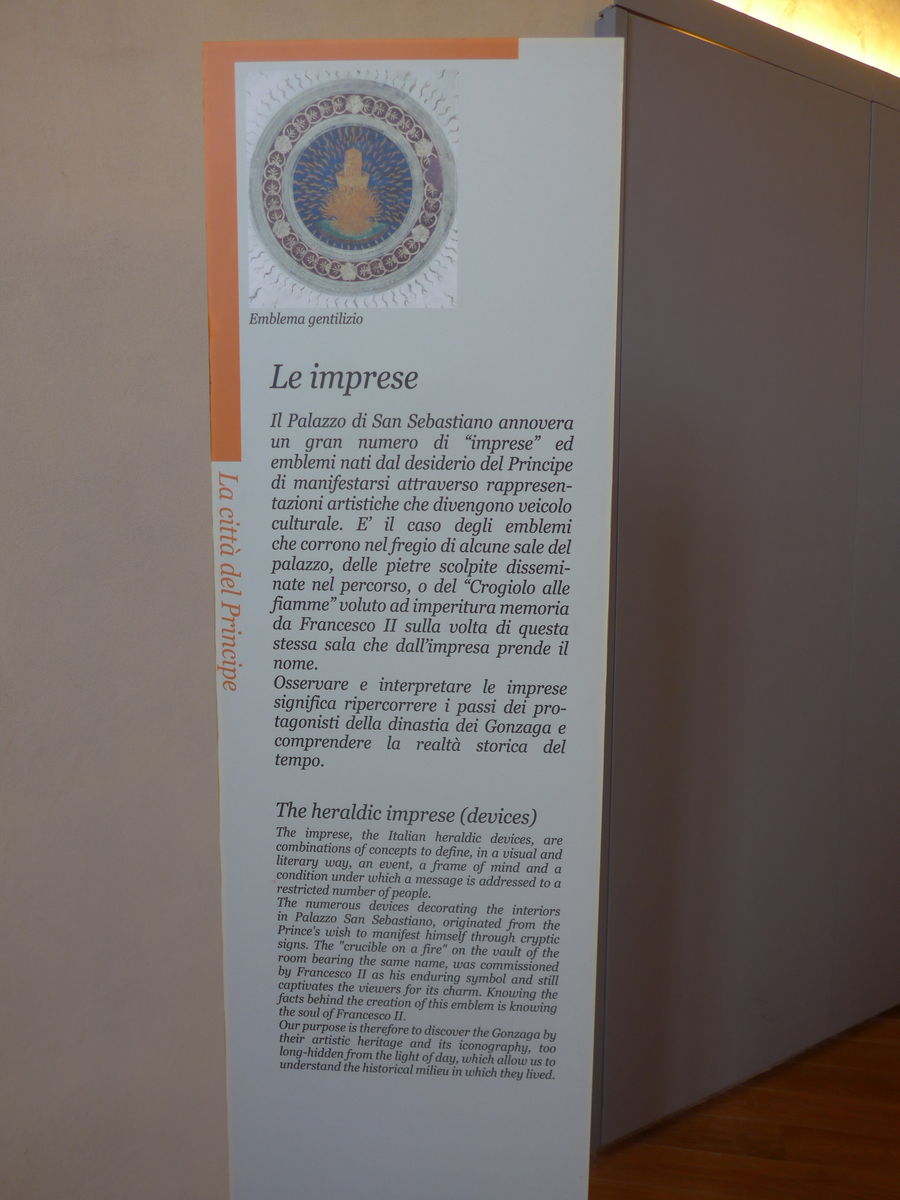 Emblema gentilizio
Le imprese
Il Palazzo di San Sebastiano annovera
un gran numero di “imprese” ed
emblemi nati dal desiderio del Principe
di manifestarsi attraverso rappresen-
tazioni artistiche che divengono veicolo
culturale. E’ il caso degli emblemi
che corrono nel fregio di alcune sale del
palazzo, delle pietre scolpite dissemi-
nate nel percorso, o del “Crogiolo alle
fiamme” voluto ad imperitura memoria
da Francesco II sulla volta di questa
stessa sala che dall’impresa prende il
nome.
Osservare e interpretare le imprese
significa ripercorrere i passi dei pro-
tagonisti della dinastia dei Gonzaga e
comprendere la realtà storica del
tempo.
La città del Principe
The heraldic imprese (devices)
The imprese, the Italian heraldic devices, are
combinations of concepts to define, in a visual and
literary way, an event, a frame of mind and a
condition under which a message is addressed to a
restricted number of people.
The numerous devices decorating the interiors
in Palazzo San Sebastiano, originated from the
Prince's wish to manifest himself through cryptic
signs. The "crucible on a fire" on the vault of the
room bearing the same name, was commissioned
by Francesco II as his enduring symbol and still
captivates the viewers for its charm. Knowing the
facts behind the creation of this emblem is knowing
the soul of Francesco II.
Our purpose is therefore to discover the Gonzaga by
their artistic heritage and its iconography, too
long-hidden from the light of day, which allow us to
understand the historical milieu in which they lived.